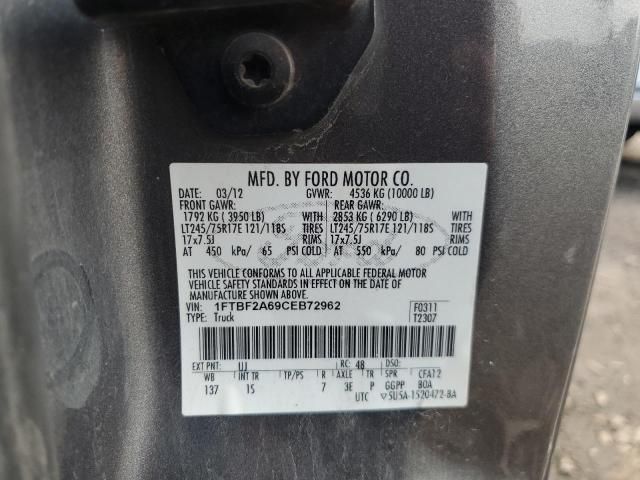 MFD. BY FORD MOTOR CO.
DATE: 03/12 GVWR: 4536 KG (10000 LB)
FRONT GAWR: REAR GAWR:
1792 KG ( 3950 LB) WITH 2853 KG ( 6290 LB) WITH
LT245/75R17E 121/118S TIRES LT245/75R17E 121/118S TIRES
17x7.5J RIMS 17x7.5J RIMS
AT 450 kPa/ 65 PSI COLD AT 550 kPa/ 80 PSI COLD
THIS VEHICLE CONFORMS TO ALL APPLICABLE FEDERAL MOTOR
VEHICLE SAFETY STANDARDS IN EFFECT ON THE DATE OF
MANUFACTURE SHOWN ABOVE.
VIN: 1FTBF2A69CEB72962 F0311
TYPE: Truck T2307
EXT PNT: UJ RC: 48 DSO:
WB INT TR TP/PS R AXLE TR SPR CFA12
137 1S 7 3E P GGPP BOA
UTC ▽5U5A-1520472-BA